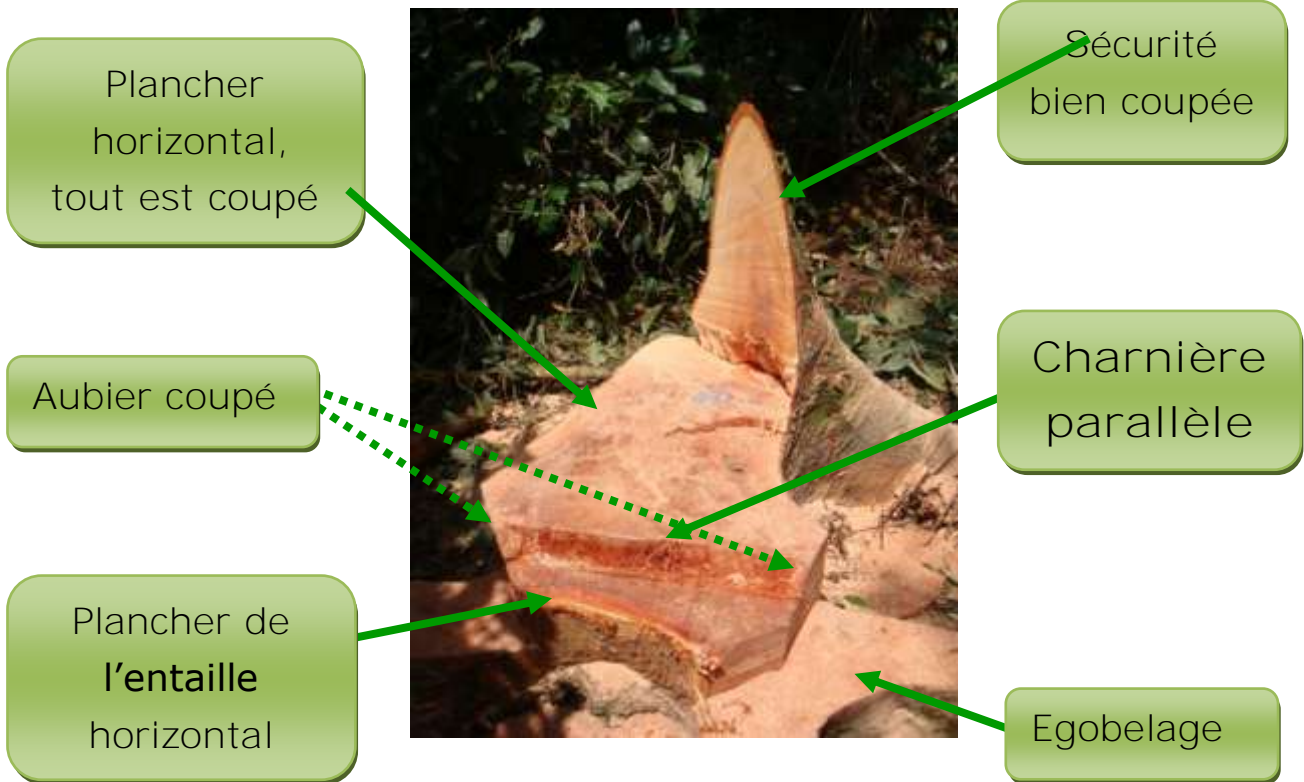 Plancher
horizontal,
tout est coupé
Aubier coupé
Plancher de
l'entaille
horizontal
Sécurité
bien coupée
Charnière
parallèle
Egobelage